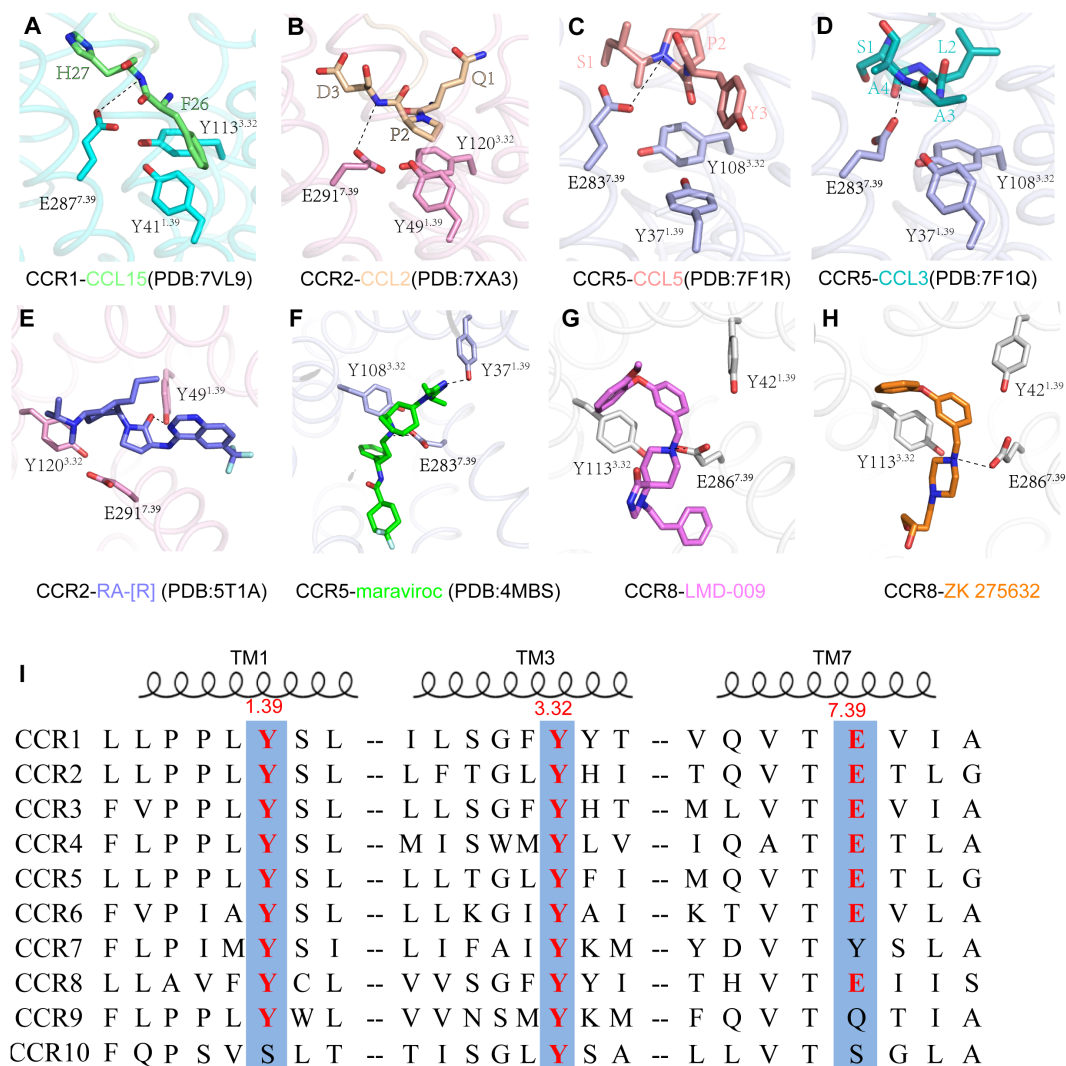 A
H27
F26
Y113^3.32
E287^7.39
Y41^1.39
CCR1-CCL15(PDB:7VL9)
B
D3
Q1
P2
Y120^3.32
E291^7.39
Y49^1.39
CCR2-CCL2(PDB:7XA3)
C
S1
P2
Y3
E283^7.39
Y108^3.32
Y37^1.39
CCR5-CCL5(PDB:7F1R)
D
S1
L2
A4
A3
E283^7.39
Y108^3.32
Y37^1.39
CCR5-CCL3(PDB:7F1Q)
E
Y49^1.39
Y120^3.32
E291^7.39
CCR2-RA-[R] (PDB:5T1A)
F
Y108^3.32
Y37^1.39
E283^7.39
CCR5-maraviroc (PDB:4MBS)
G
Y42^1.39
Y113^3.32
E286^7.39
CCR8-LMD-009
H
Y42^1.39
Y113^3.32
E286^7.39
CCR8-ZK 275632
I
TM1 TM3 TM7
1.39 3.32 7.39
CCR1 L L P P L Y S L -- I L S G F Y Y T -- V Q V T E V I A
CCR2 L L P P L Y S L -- L F T G L Y H I -- T Q V T E T L G
CCR3 F V P P L Y S L -- L L S G F Y H T -- M L V T E V I A
CCR4 F L P P L Y S L -- M I S W M Y L V -- I Q A T E T L A
CCR5 L L P P L Y S L -- L L T G L Y F I -- M Q V T E T L G
CCR6 F V P I A Y S L -- L L K G I Y A I -- K T V T E V L A
CCR7 F L P I M Y S I -- L I F A I Y K M -- Y D V T Y S L A
CCR8 L L A V F Y C L -- V V S G F Y Y I -- T H V T E I I S
CCR9 F L P P L Y W L -- V V N S M Y K M -- F Q V T Q T I A
CCR10 F Q P S V S L T -- T I S G L Y S A -- L L V T S G L A